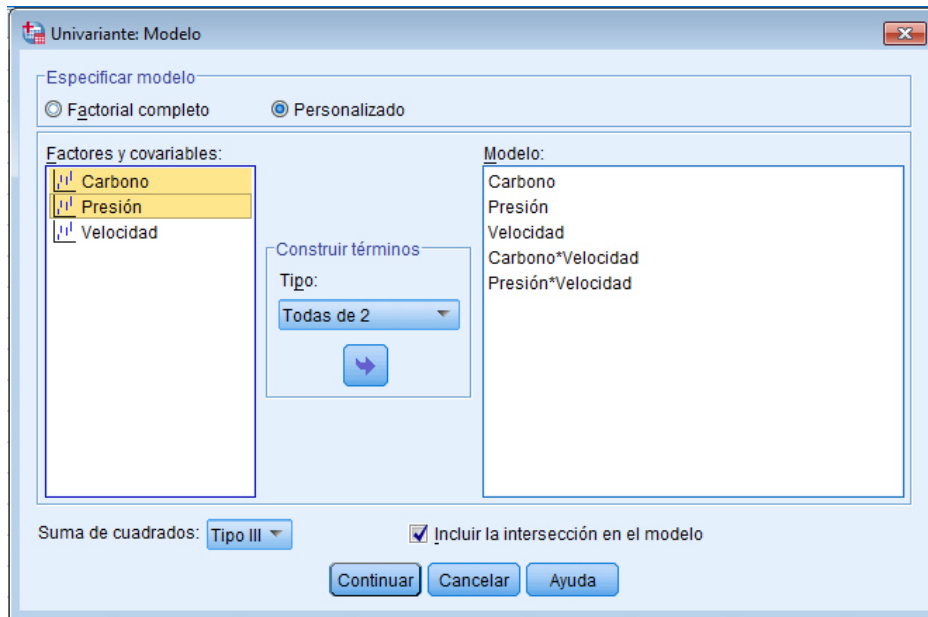 Univariante: Modelo
Especificar modelo
Factorial completo
Personalizado
Factores y covariables:
Carbono
Presión
Velocidad
Construir términos
Tipo:
Todas de 2
Modelo:
Carbono
Presión
Velocidad
Carbono*Velocidad
Presión*Velocidad
Suma de cuadrados: Tipo III
Incluir la intersección en el modelo
Continuar
Cancelar
Ayuda